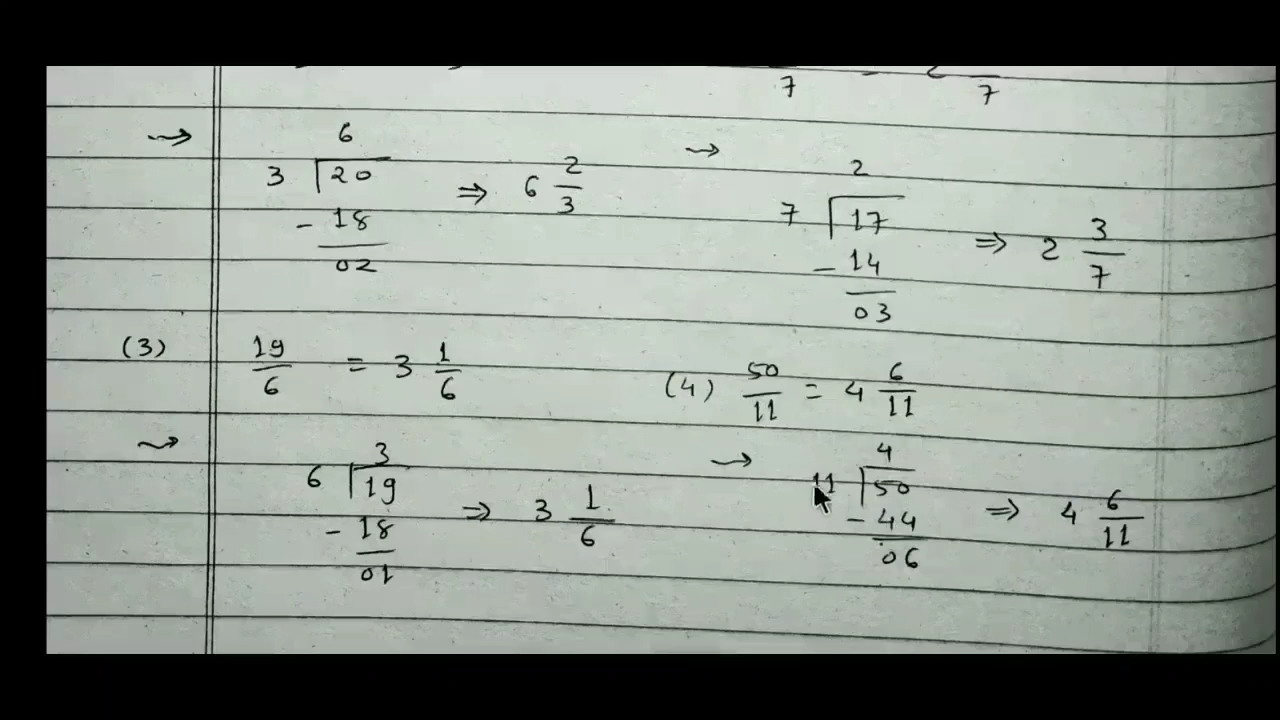 7 7
6
3 20 ⇒ 6 2/3
- 18
02
2
7 17 ⇒ 2 3/7
- 14
03
(3) 19/6 = 3 1/6
3
6 19 ⇒ 3 1/6
- 18
01
(4) 50/11 = 4 6/11
4
11 50 ⇒ 4 6/11
- 44
06